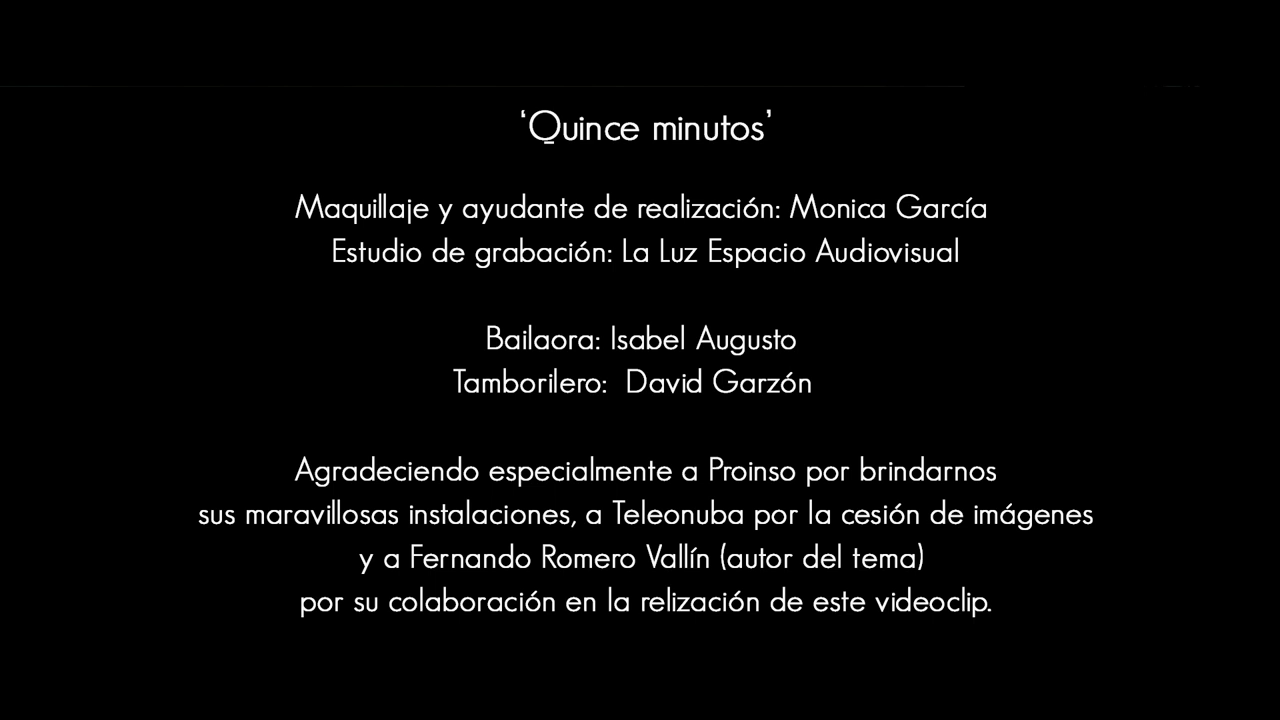 ‘Quince minutos’
Maquillaje y ayudante de realización: Monica García
Estudio de grabación: La Luz Espacio Audiovisual
Bailaora: Isabel Augusto
Tamborilero: David Garzón
Agradeciendo especialmente a Proinso por brindarnos
sus maravillosas instalaciones, a Teleonuba por la cesión de imágenes
y a Fernando Romero Vallín (autor del tema)
por su colaboración en la relización de este videoclip.